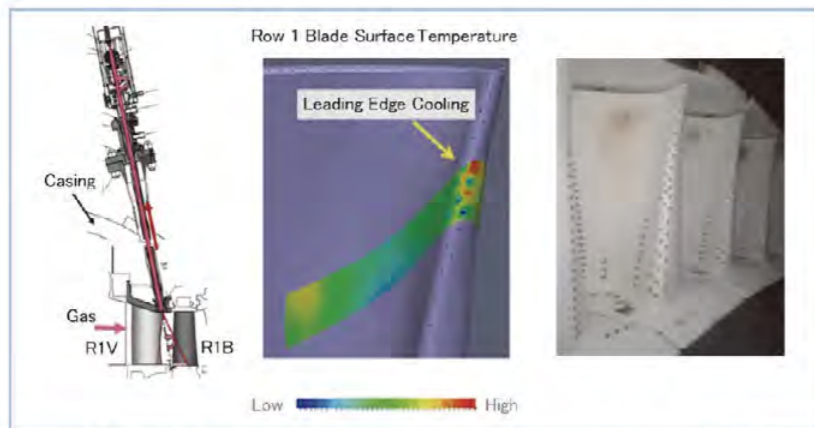 Row 1 Blade Surface Temperature
Leading Edge Cooling
Casing
Gas
R1V
R1B
Low
High